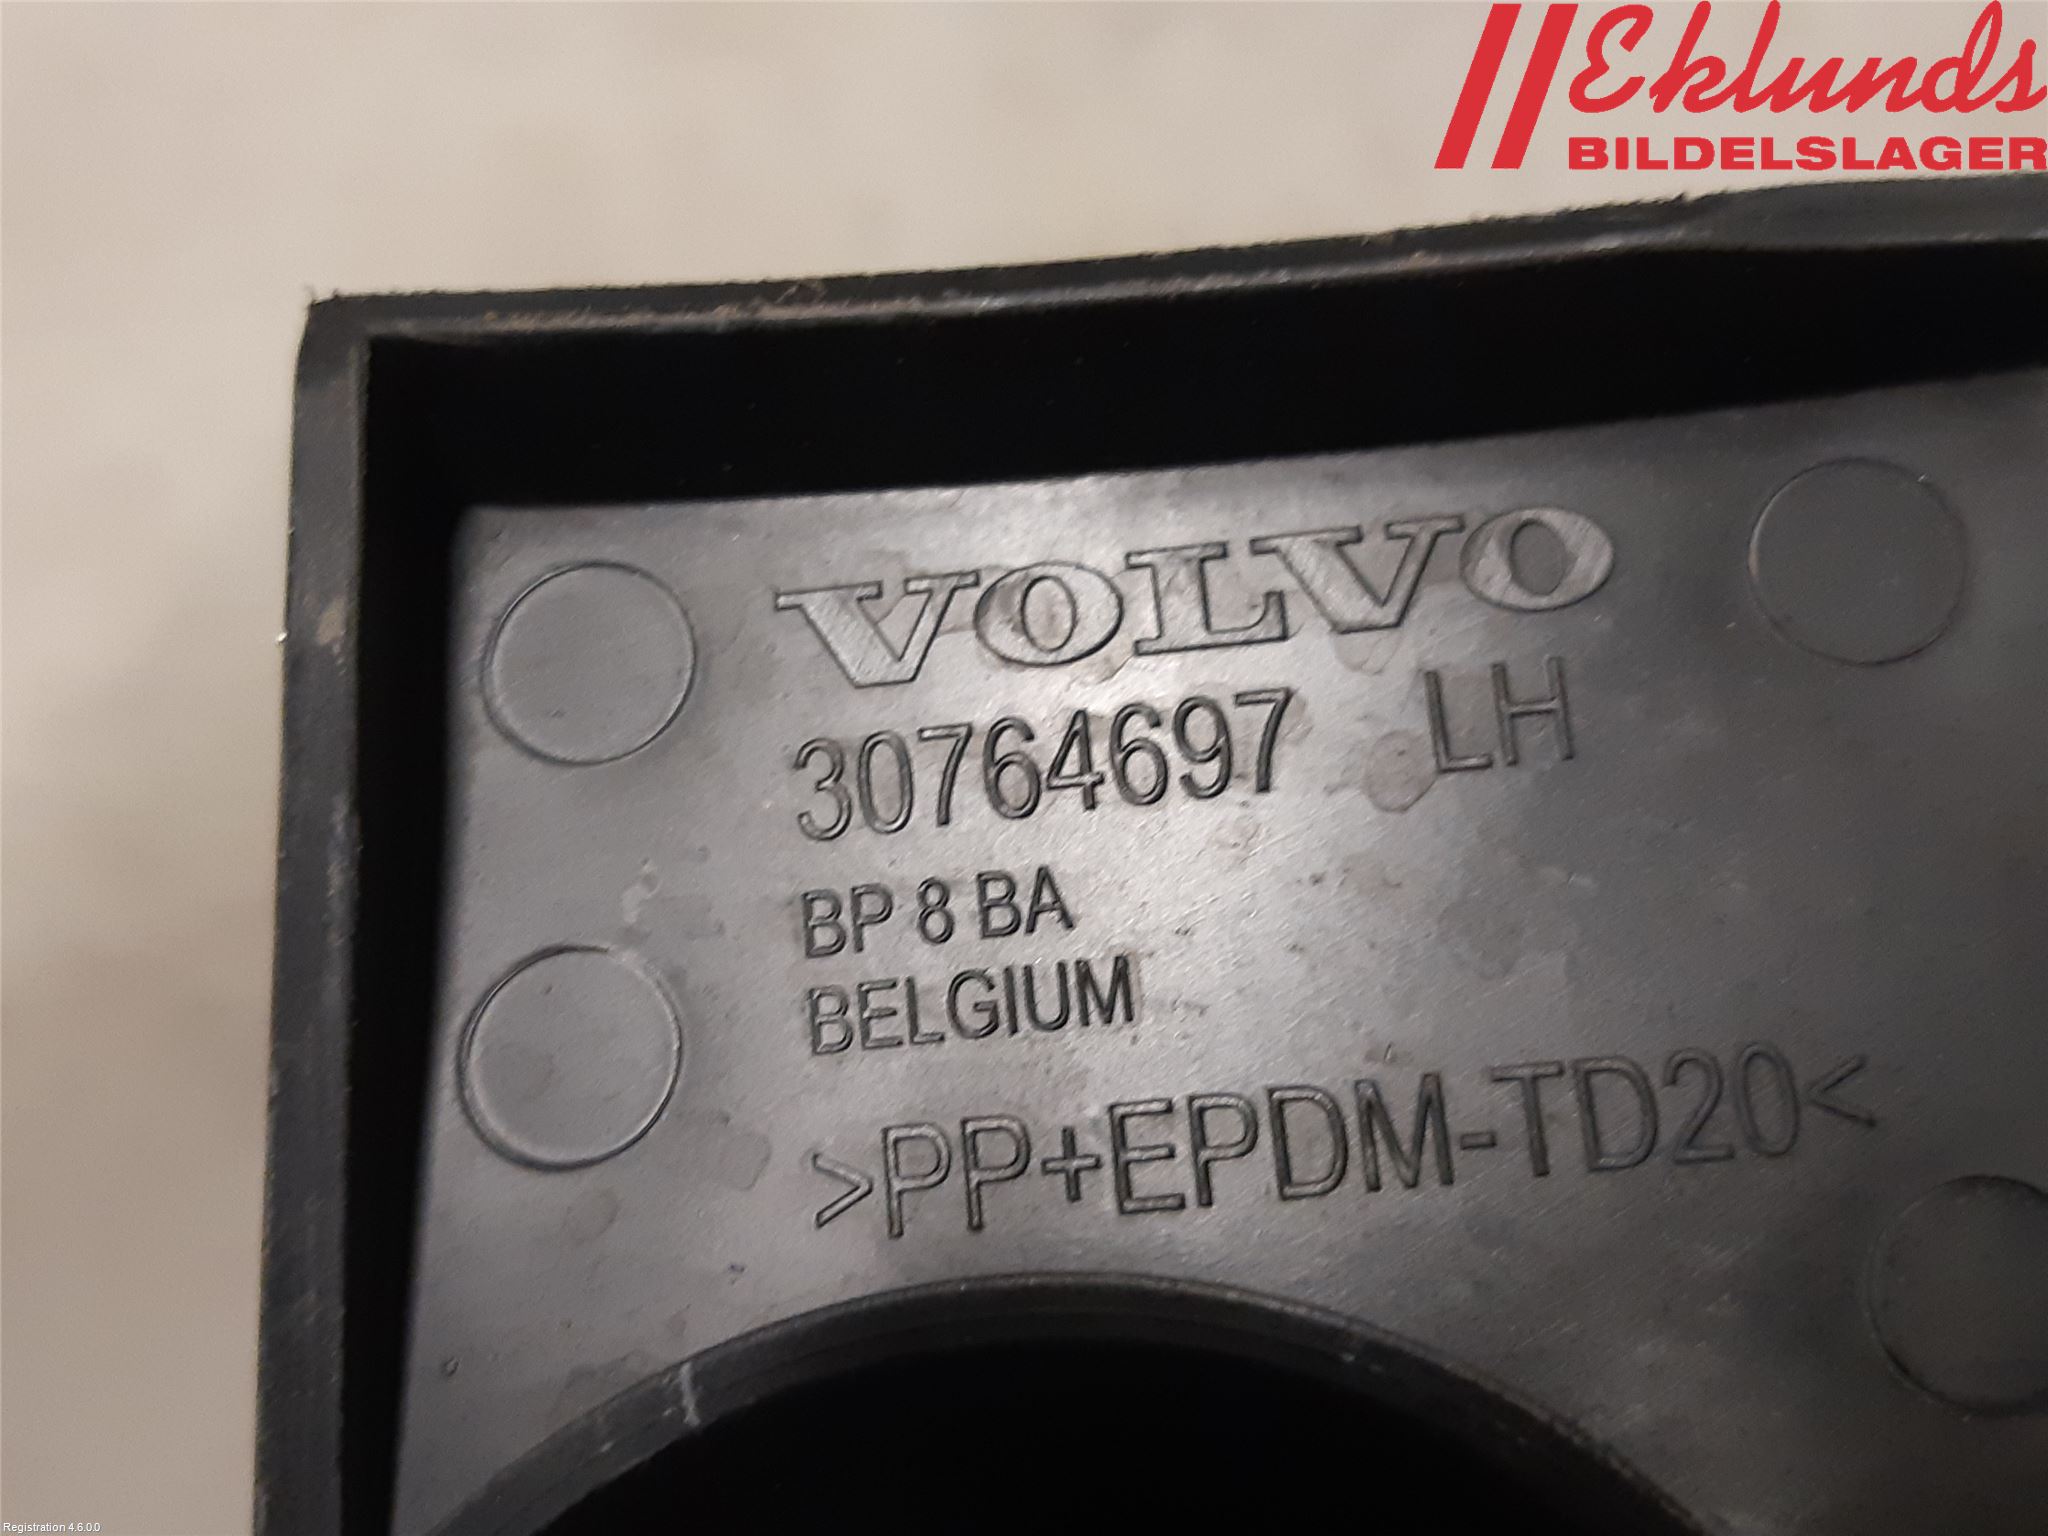 Eklunds
BILDELSLAGER
VOLVO
30764697 LH
BP 8 BA
BELGIUM
>PP+EPDM-TD20<
Registration 4.6.0.0